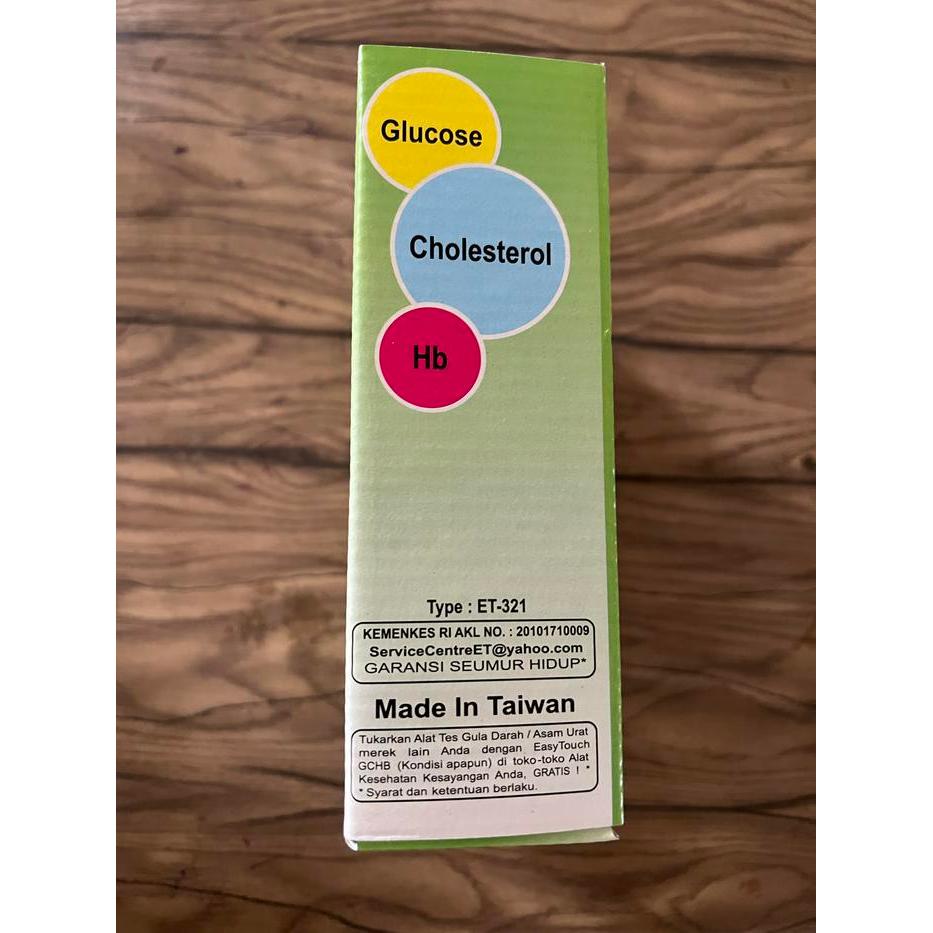 Glucose
Cholesterol
Hb
Type : ET-321
KEMENKES RI AKL NO. : 20101710009
ServiceCentreET@yahoo.com
GARANSI SEUMUR HIDUP*
Made In Taiwan
Tukarkan Alat Tes Gula Darah / Asam Urat
merek lain Anda dengan EasyTouch
GCHB (Kondisi apapun) di toko-toko Alat
Kesehatan Kesayangan Anda, GRATIS ! *
* Syarat dan ketentuan berlaku.